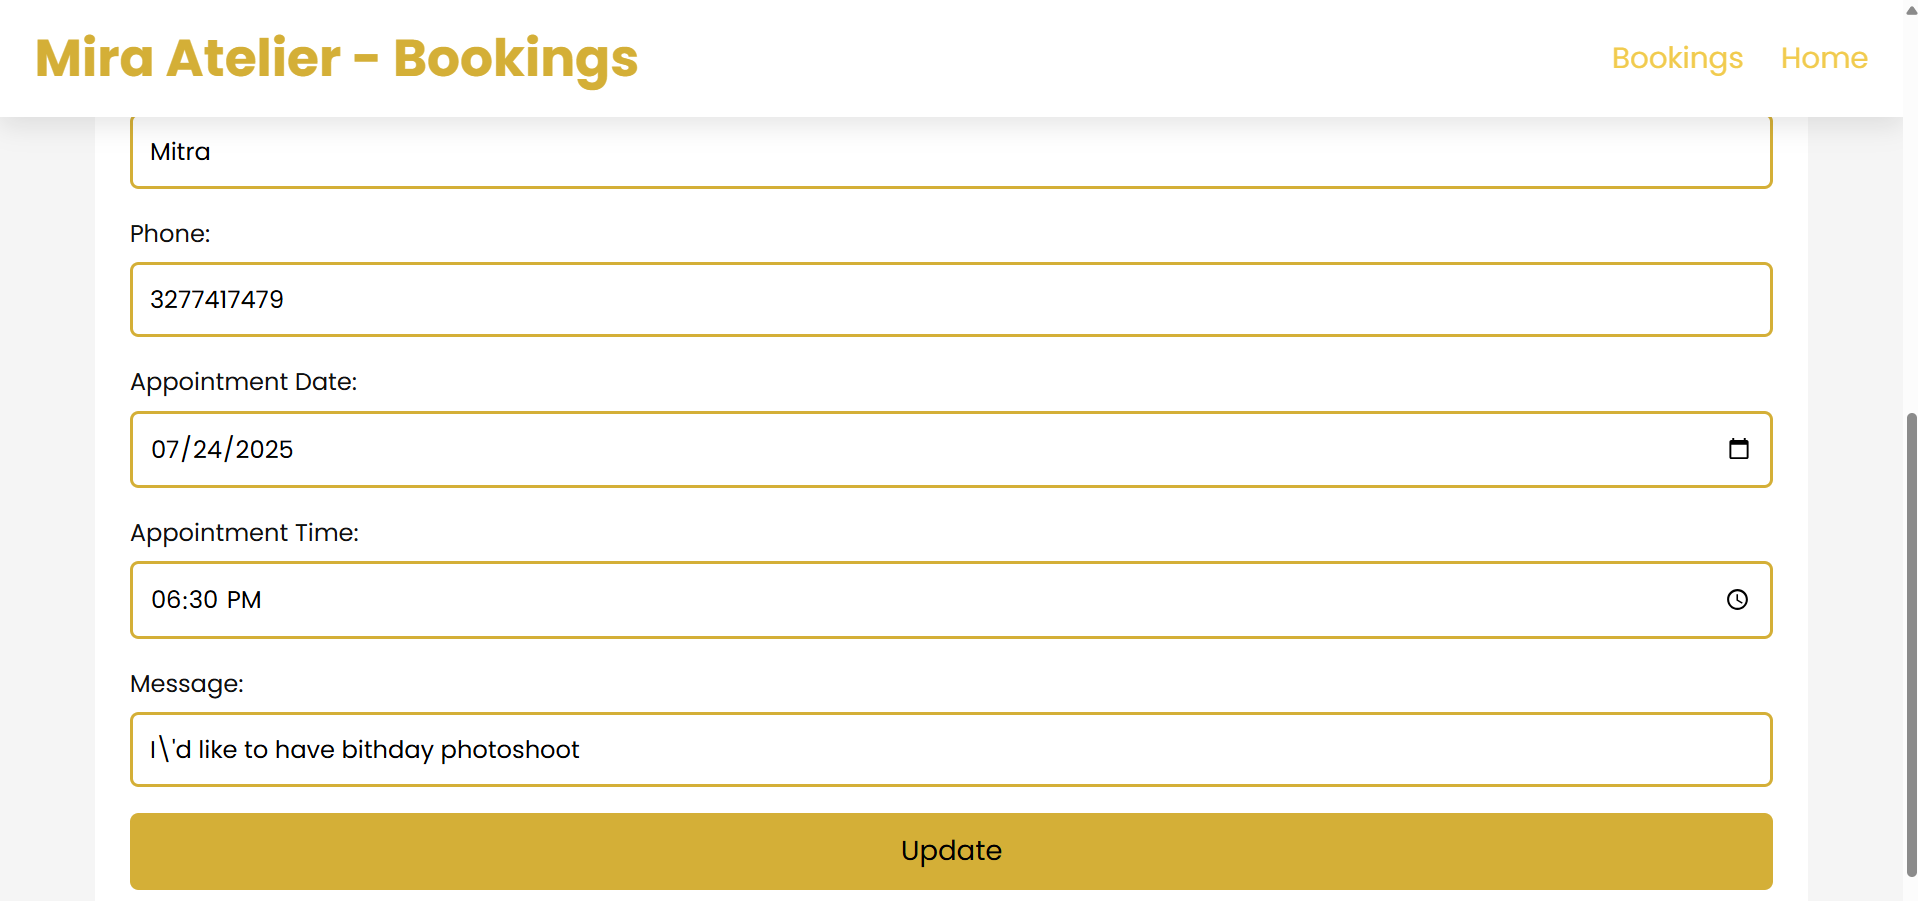 Mira Atelier - Bookings
Bookings
Home
Mitra
Phone:
3277417479
Appointment Date:
07/24/2025
Appointment Time:
06:30 PM
Message:
I\'d like to have bithday photoshoot
Update